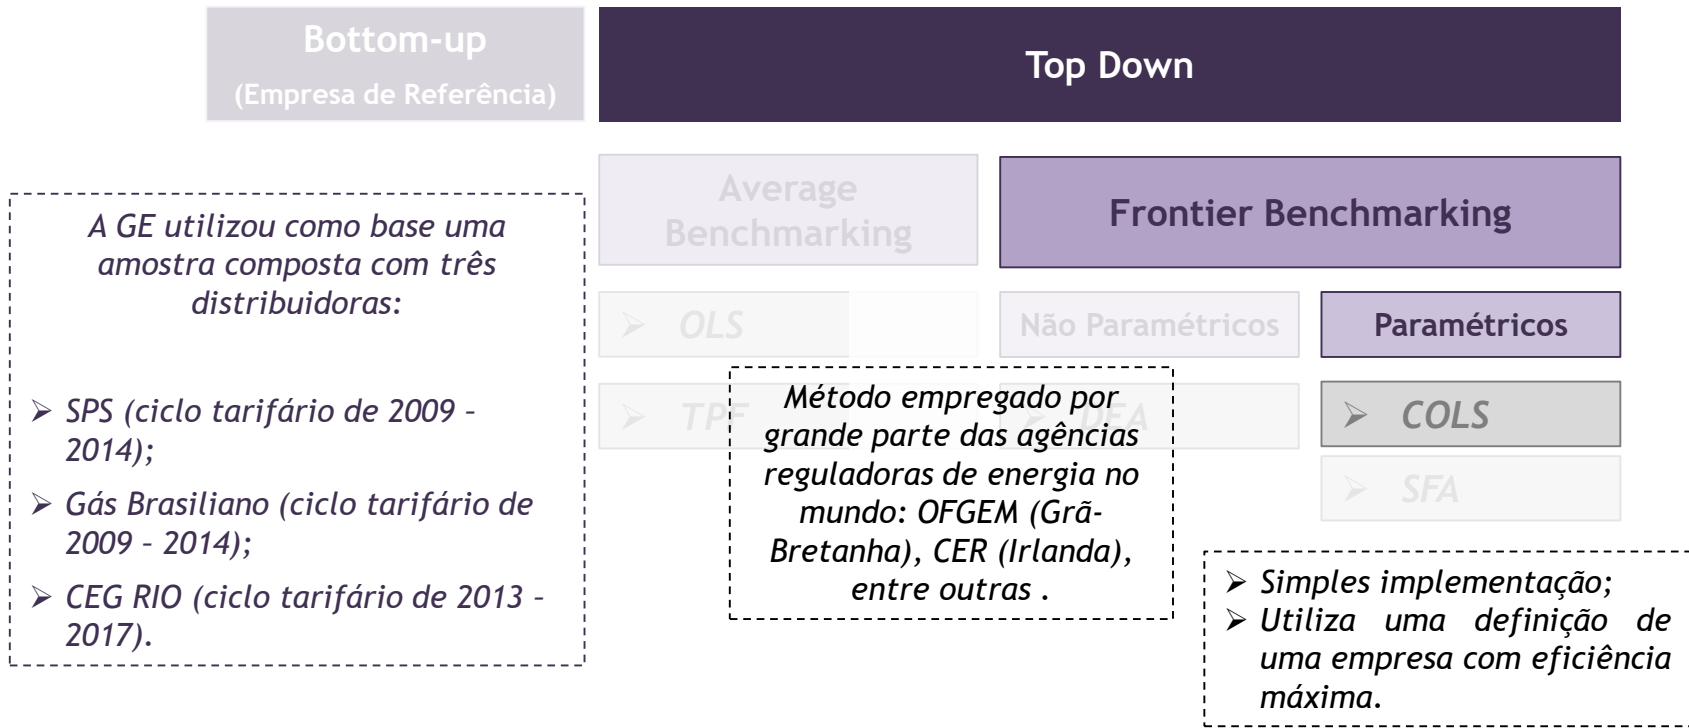 Bottom-up
(Empresa de Referência)
Top Down
Average
Benchmarking
Frontier Benchmarking
A GE utilizou como base uma
amostra composta com três
distribuidoras:
➢ SPS (ciclo tarifário de 2009 –
2014);
➢ Gás Brasiliano (ciclo tarifário de
2009 – 2014);
➢ CEG RIO (ciclo tarifário de 2013 –
2017).
➢ OLS
Não Paramétricos
Paramétricos
➢ TPF
➢ DEA
➢ COLS
➢ SFA
Método empregado por
grande parte das agências
reguladoras de energia no
mundo: OFGEM (Grã-
Bretanha), CER (Irlanda),
entre outras .
➢ Simples implementação;
➢ Utiliza uma definição de
uma empresa com eficiência
máxima.